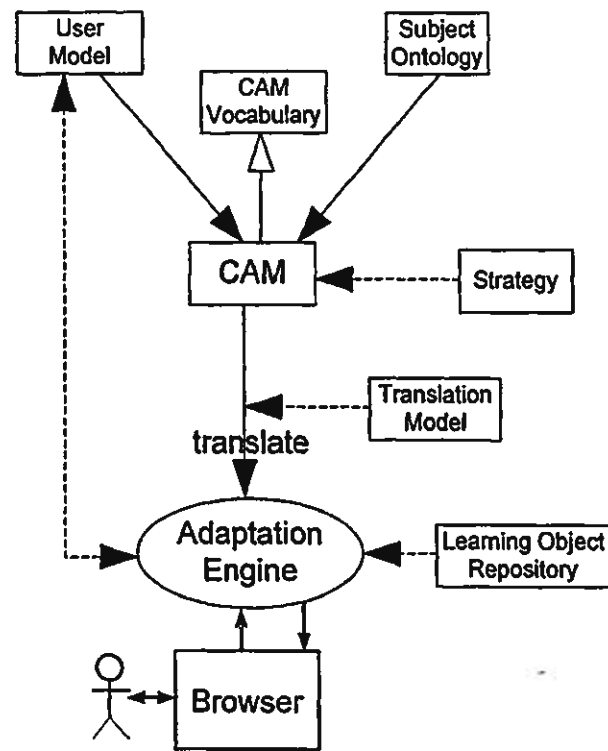 User
Model
Subject
Ontology
CAM
Vocabulary
CAM
Strategy
Translation
Model
translate
Adaptation
Engine
Learning Object
Repository
Browser